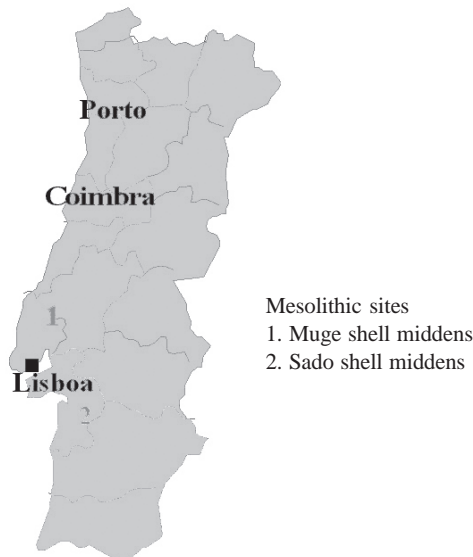 Porto
Coimbra
1
Lisboa
2
Mesolithic sites
1. Muge shell middens
2. Sado shell middens